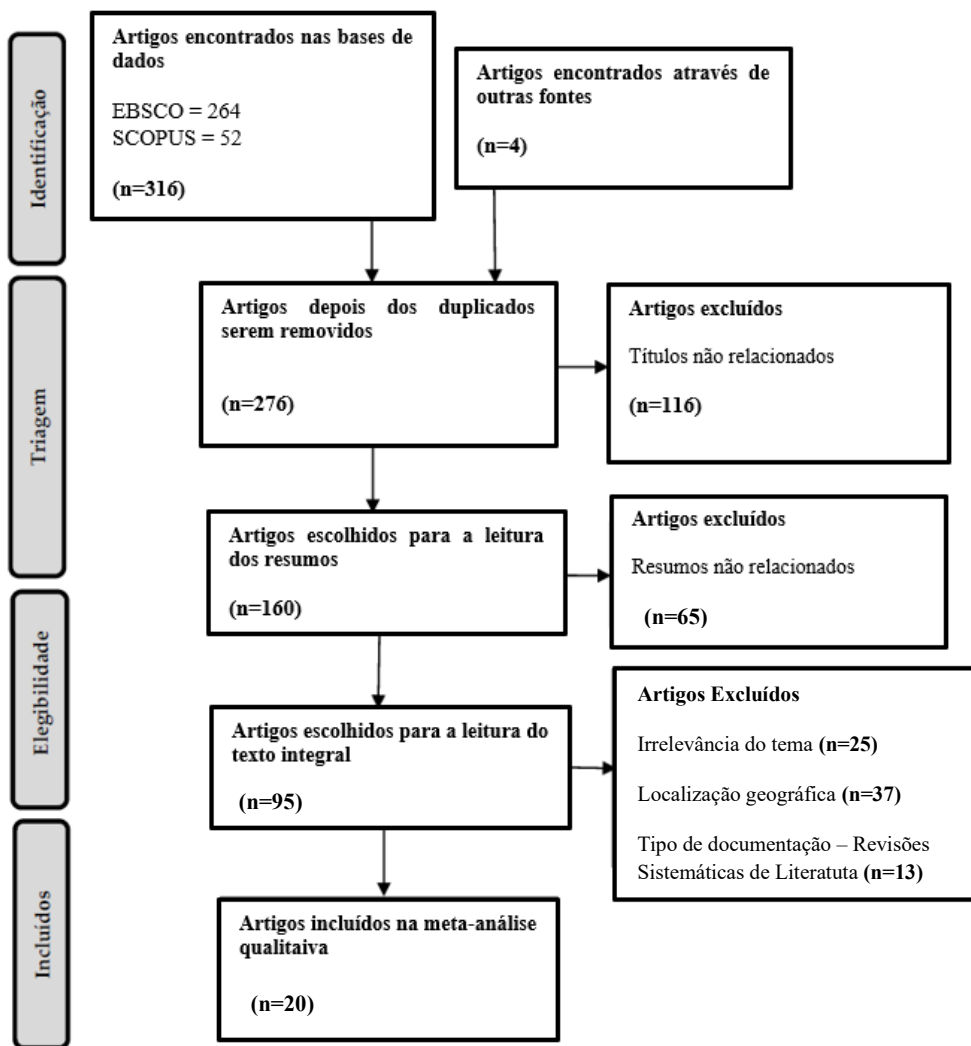 Identificação
Artigos encontrados nas bases de
dados
EBSCO = 264
SCOPUS = 52
(n=316)
Artigos encontrados através de
outras fontes
(n=4)
Triagem
Artigos depois dos duplicados
serem removidos
(n=276)
Artigos excluídos
Títulos não relacionados
(n=116)
Artigos escolhidos para a leitura
dos resumos
(n=160)
Artigos excluídos
Resumos não relacionados
(n=65)
Elegibilidade
Artigos escolhidos para a leitura do
texto integral
(n=95)
Artigos Excluídos
Irrelevância do tema (n=25)
Localização geográfica (n=37)
Tipo de documentação – Revisões
Sistemáticas de Literatuta (n=13)
Incluídos
Artigos incluídos na meta-análise
qualitaiva
(n=20)